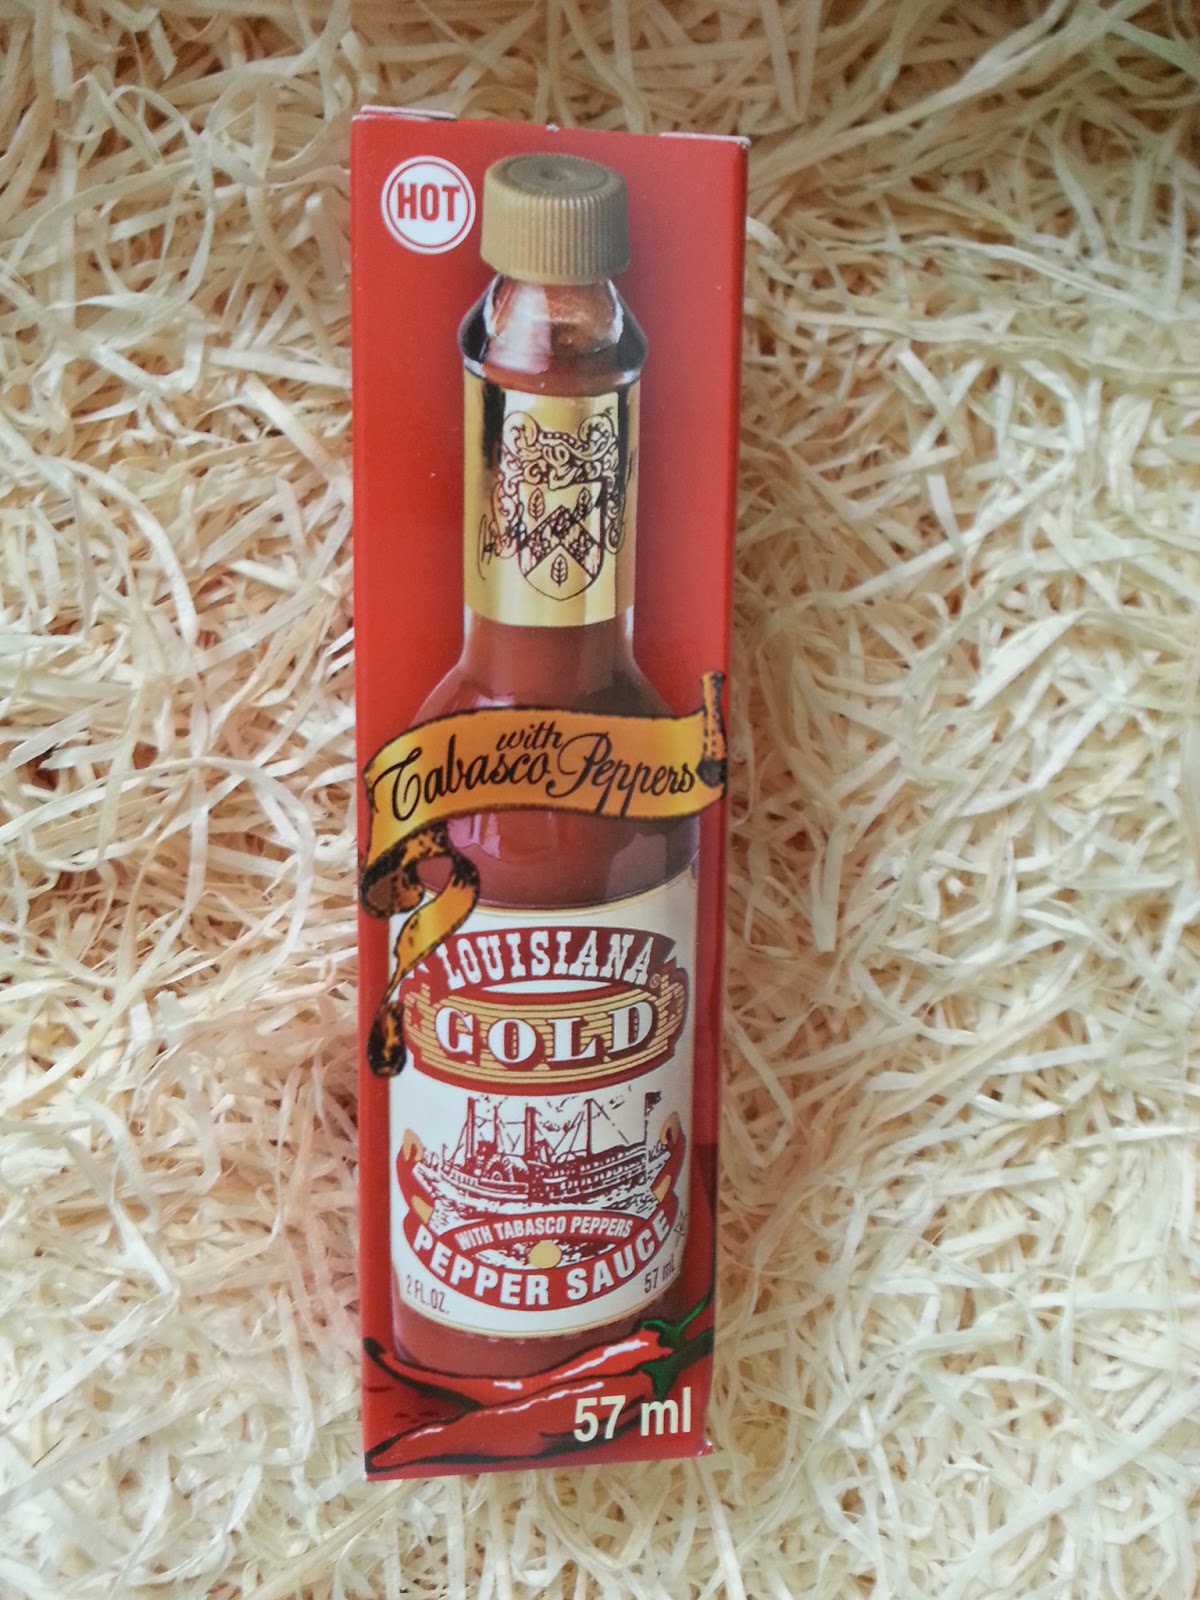 HOT
with
Tabasco Peppers
LOUISIANA®
GOLD
WITH TABASCO PEPPERS
PEPPER SAUCE
2 FL.OZ.
57 ml
57 ml